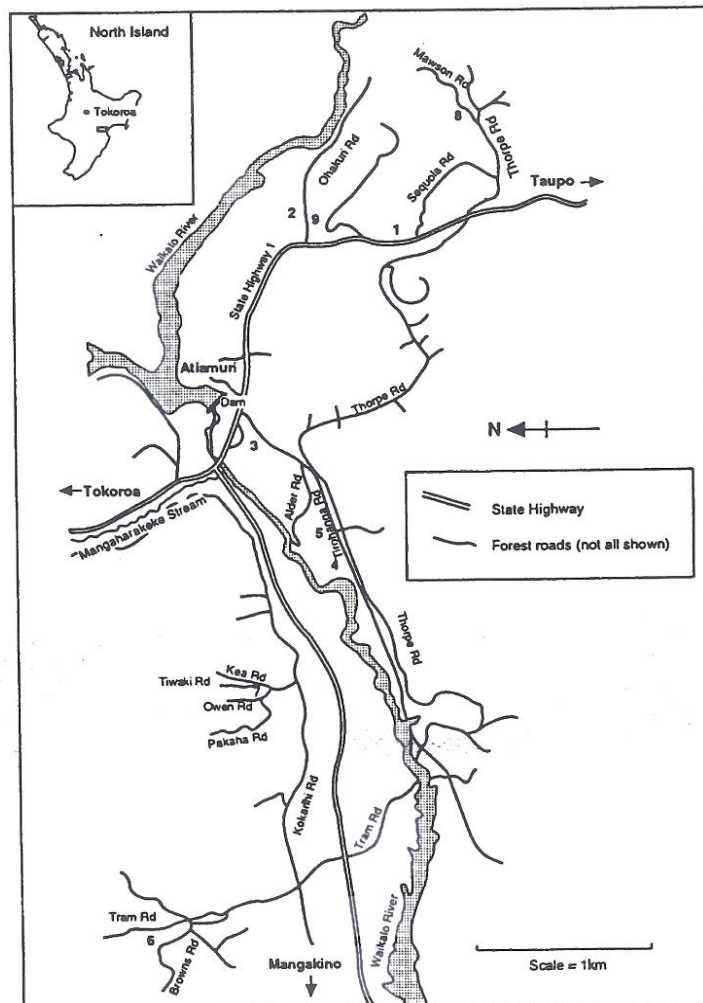 North Island
Tokoroa
Mawson Rd
8
Thorpe Rd
Ohakuri Rd
Sequoia Rd
Taupo
2
9
1
Waikato River
State Highway 1
Atiamuri
Dam
Thorpe Rd
N
3
Tokoroa
Alder Rd
Tirohanga Rd
State Highway
Mangaharakeke Stream
5
4
Forest roads (not all shown)
Thorpe Rd
Kea Rd
Tiwaki Rd
Owen Rd
Pakaha Rd
Kokarihi Rd
Tram Rd
Tram Rd
6
Browns Rd
Waikato River
Mangakino
Scale = 1km